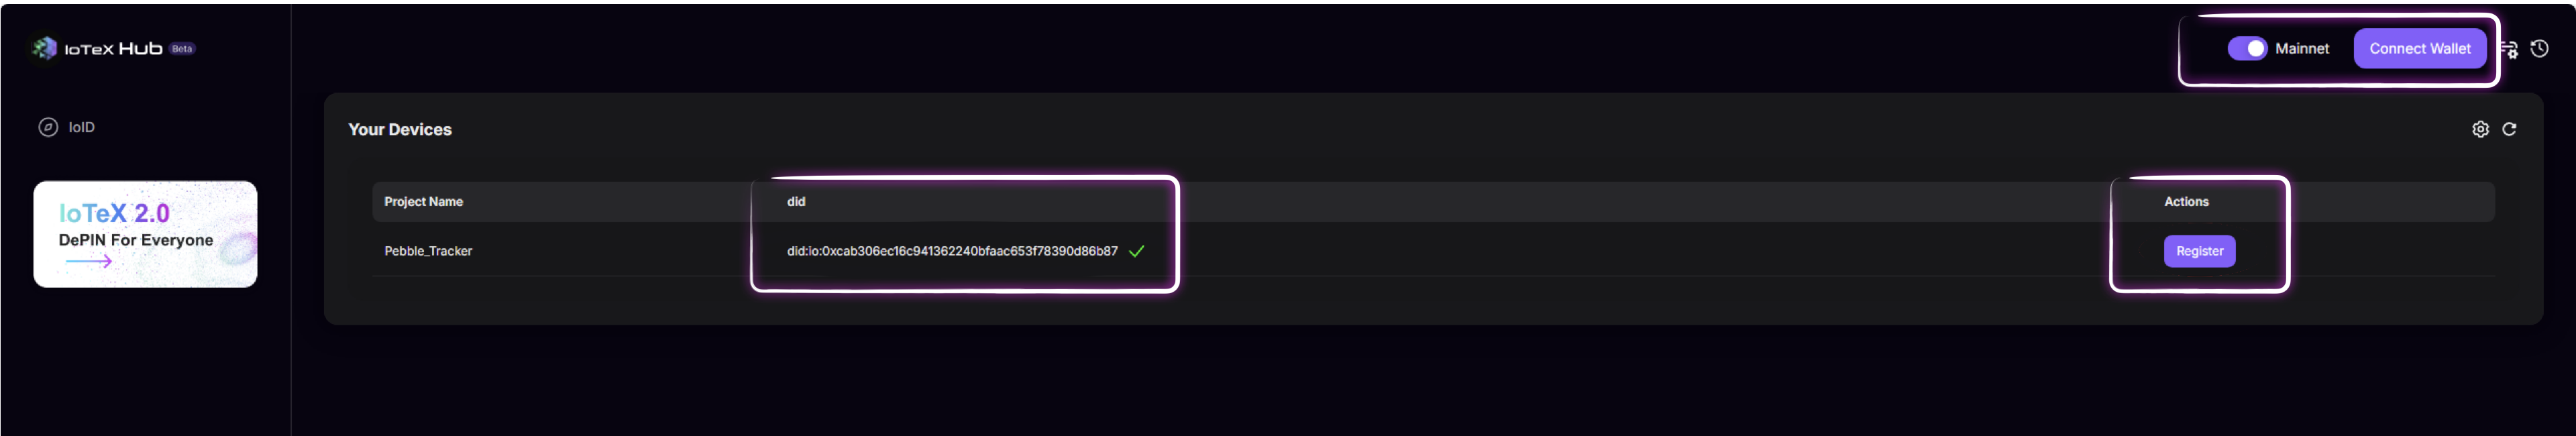 IoTeX Hub Beta
Mainnet
Connect Wallet
IoID
IoTeX 2.0
DePIN For Everyone
Your Devices
Project Name did Actions
Pebble_Tracker did:io:0xcab306ec16c941362240bfaac653f78390d86b87 Register